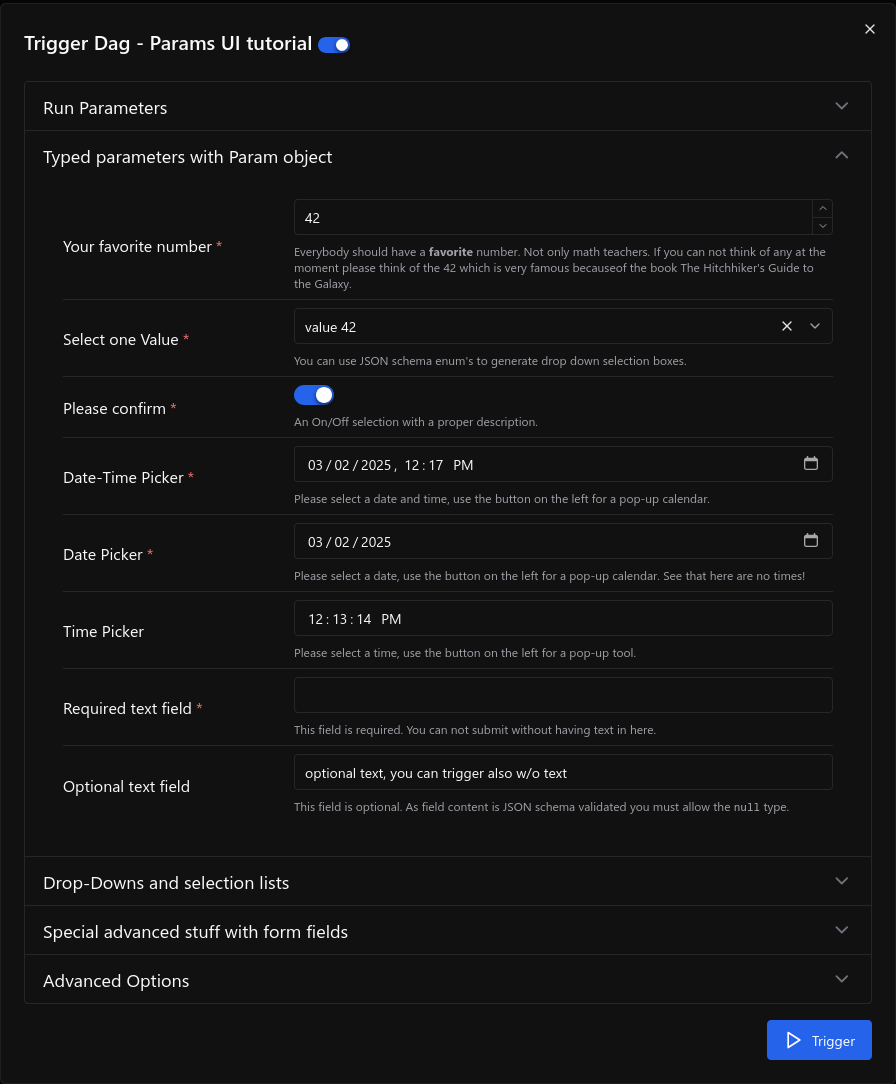 Trigger Dag - Params UI tutorial
Run Parameters
Typed parameters with Param object
Your favorite number *
42
Everybody should have a favorite number. Not only math teachers. If you can not think of any at the
moment please think of the 42 which is very famous becauseof the book The Hitchhiker's Guide to
the Galaxy.
Select one Value *
value 42
You can use JSON schema enum's to generate drop down selection boxes.
Please confirm *
An On/Off selection with a proper description.
Date-Time Picker *
03/02/2025, 12:17 PM
Please select a date and time, use the button on the left for a pop-up calendar.
Date Picker *
03/02/2025
Please select a date, use the button on the left for a pop-up calendar. See that here are no times!
Time Picker
12:13:14 PM
Please select a time, use the button on the left for a pop-up tool.
Required text field *
This field is required. You can not submit without having text in here.
Optional text field
optional text, you can trigger also w/o text
This field is optional. As field content is JSON schema validated you must allow the null type.
Drop-Downs and selection lists
Special advanced stuff with form fields
Advanced Options
Trigger